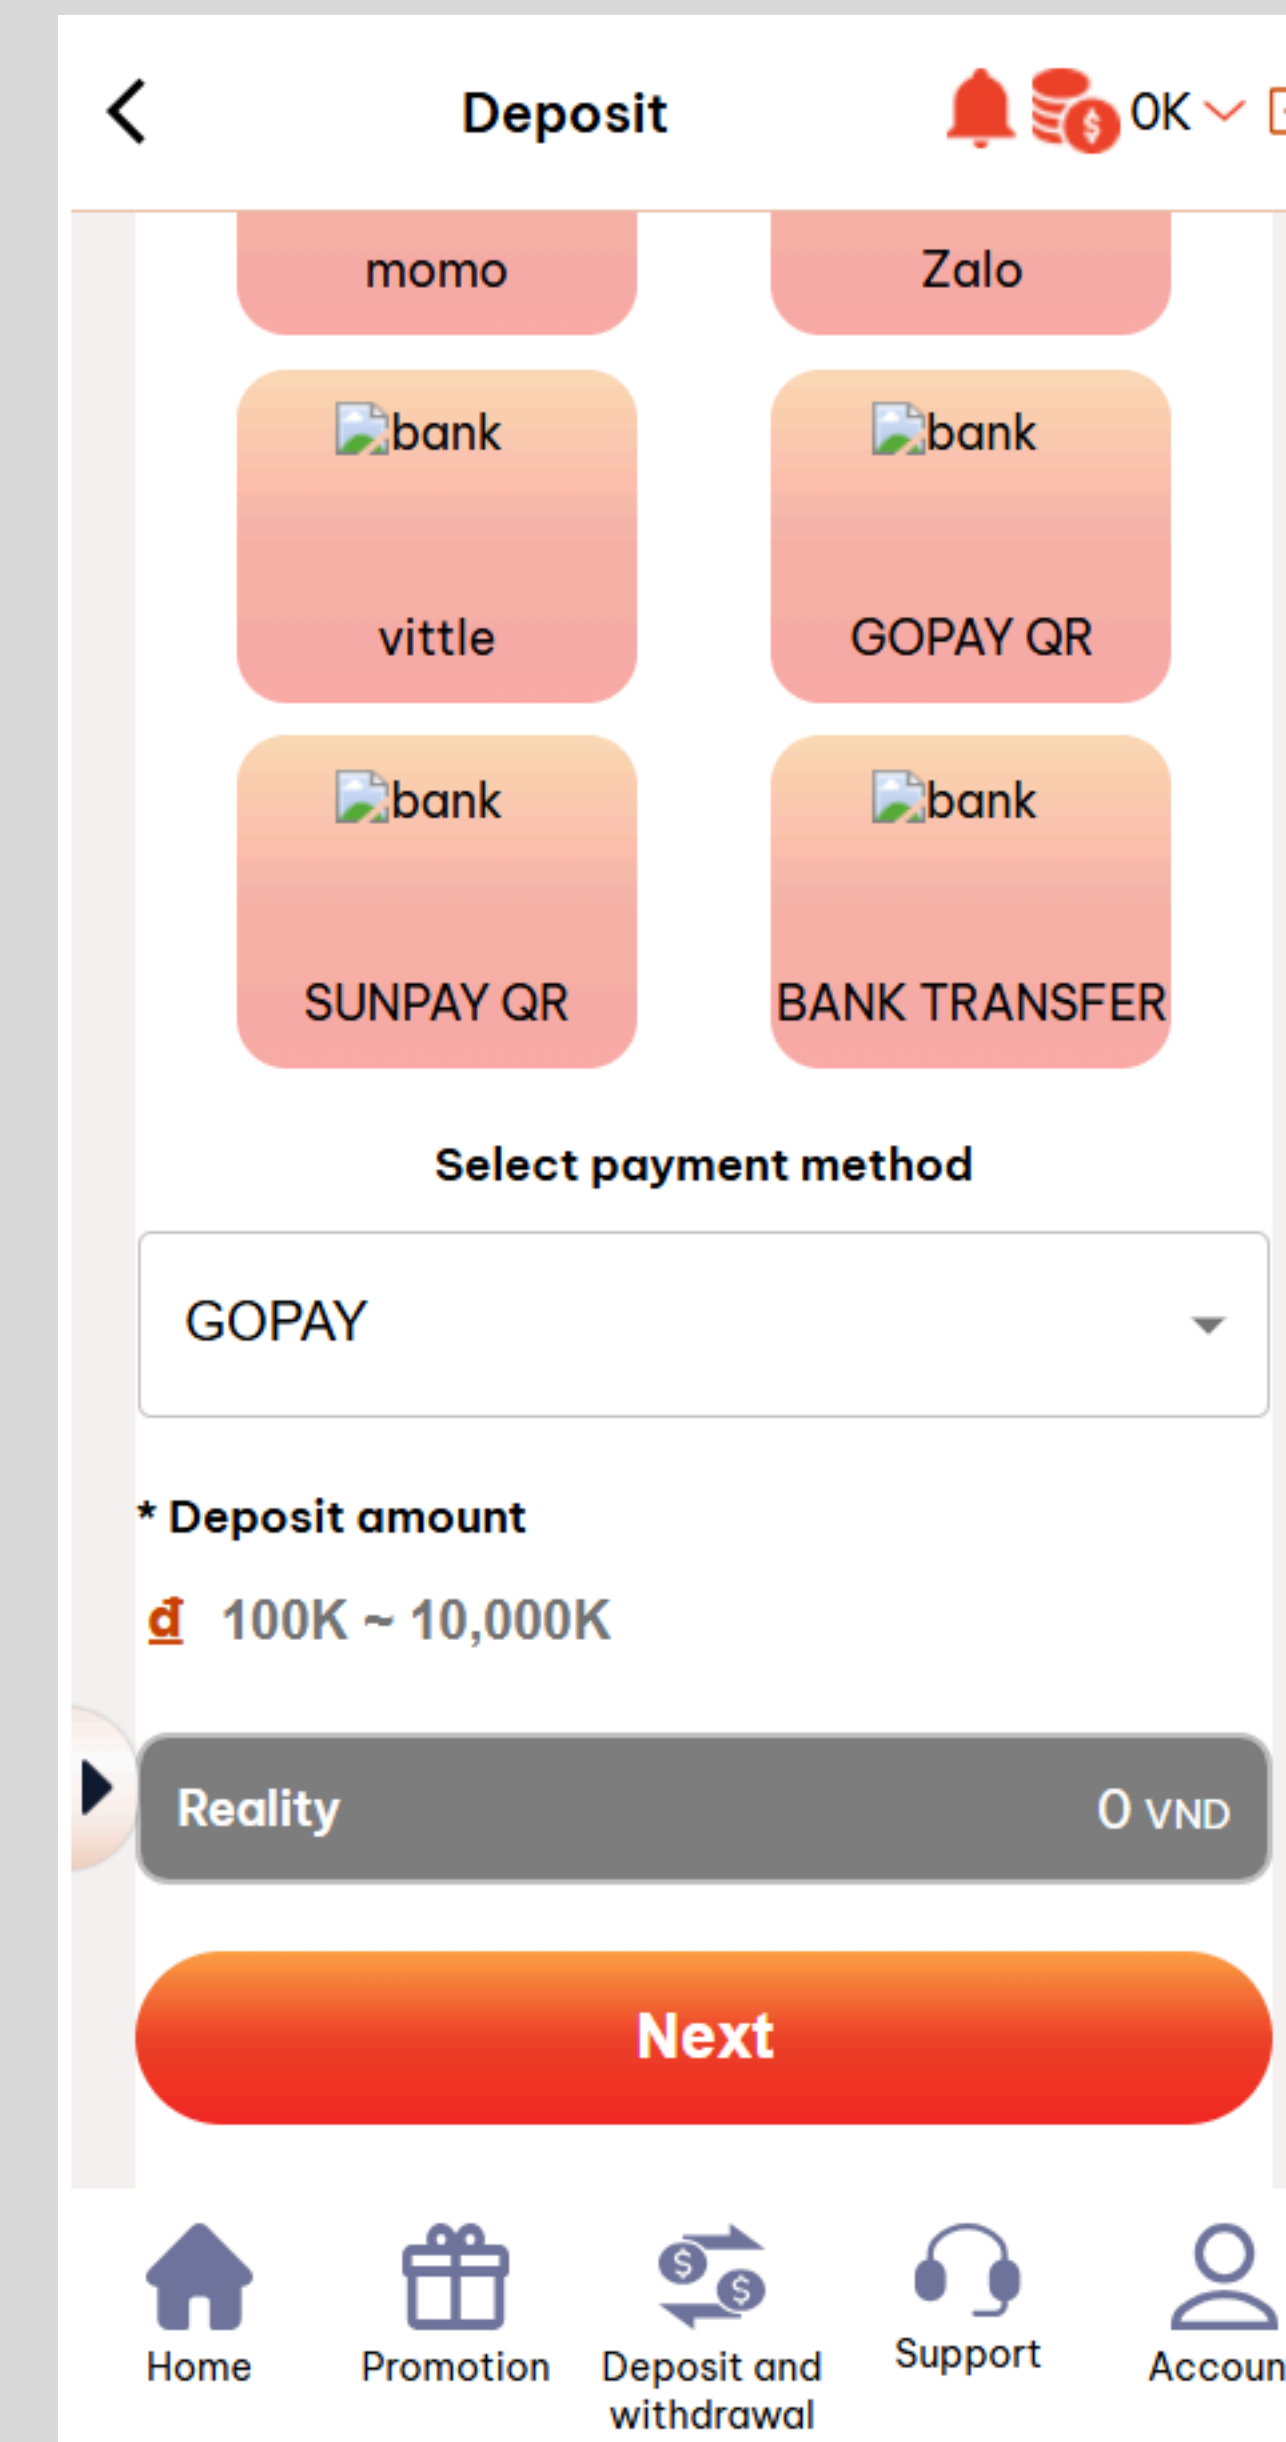 Deposit
0K
momo
Zalo
bank
bank
vittle
GOPAY QR
bank
bank
SUNPAY QR
BANK TRANSFER
Select payment method
GOPAY
* Deposit amount
đ 100K ~ 10,000K
Reality
0 VND
Next
Home
Promotion
Deposit and
withdrawal
Support
Accoun